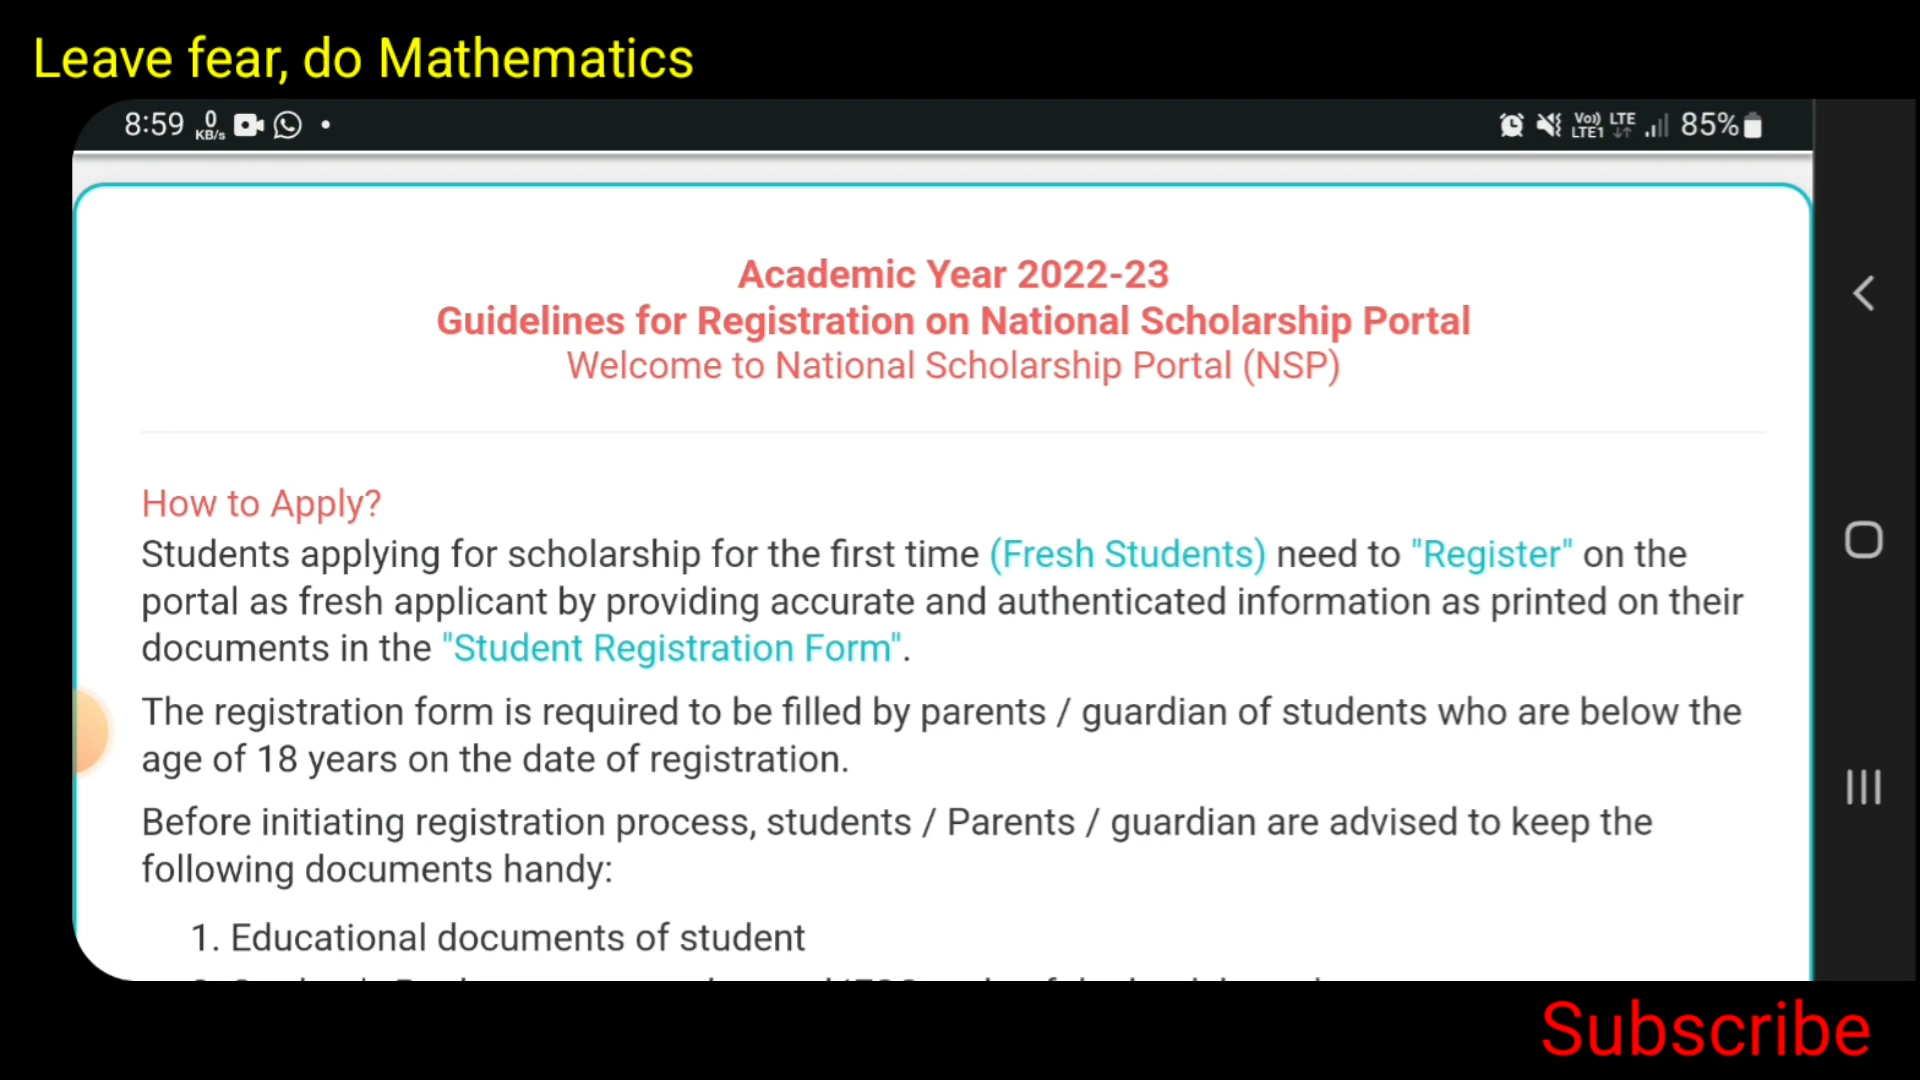 Leave fear, do Mathematics
8:59 0 KB/s Vo)) LTE1 LTE 85%
Academic Year 2022-23
Guidelines for Registration on National Scholarship Portal
Welcome to National Scholarship Portal (NSP)
How to Apply?
Students applying for scholarship for the first time (Fresh Students) need to "Register" on the
portal as fresh applicant by providing accurate and authenticated information as printed on their
documents in the "Student Registration Form".
The registration form is required to be filled by parents / guardian of students who are below the
age of 18 years on the date of registration.
Before initiating registration process, students / Parents / guardian are advised to keep the
following documents handy:
1. Educational documents of student
Subscribe